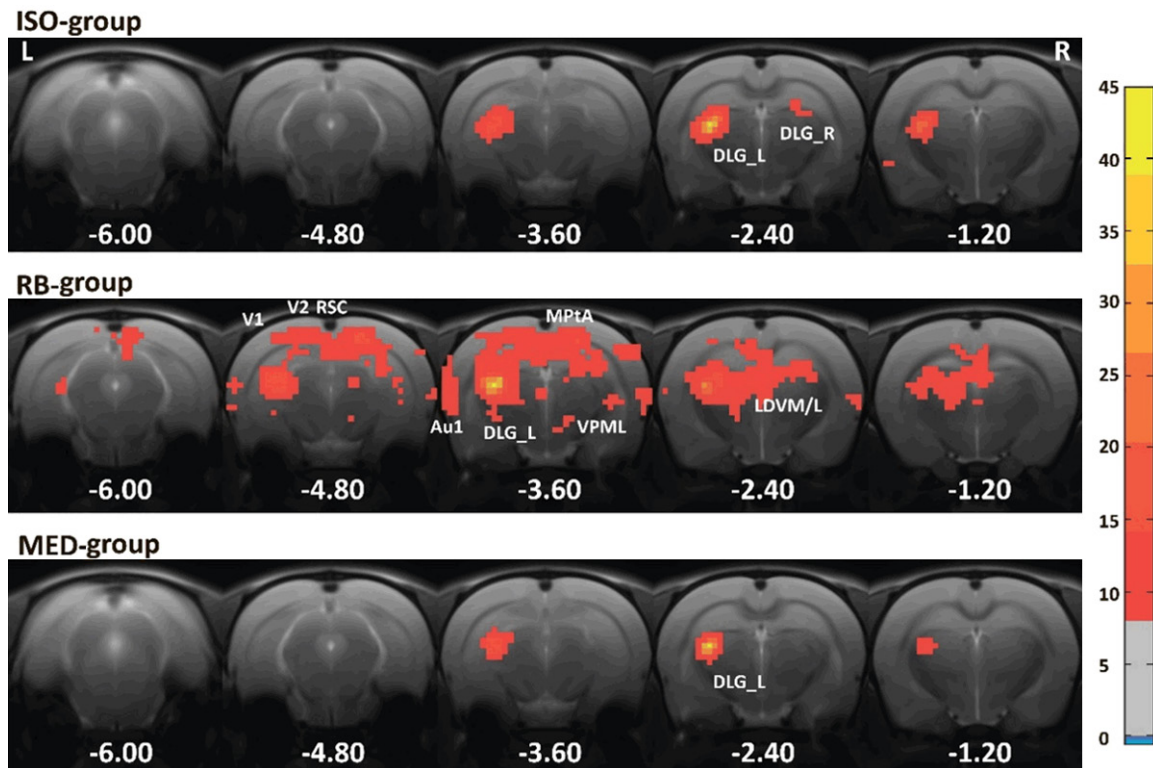 ISO-group
L R
DLG_L DLG_R
-6.00 -4.80 -3.60 -2.40 -1.20
RB-group
V1 V2 RSC MPtA
Au1 DLG_L VPML LDVM/L
-6.00 -4.80 -3.60 -2.40 -1.20
MED-group
DLG_L
-6.00 -4.80 -3.60 -2.40 -1.20
45
40
35
30
25
20
15
10
5
0